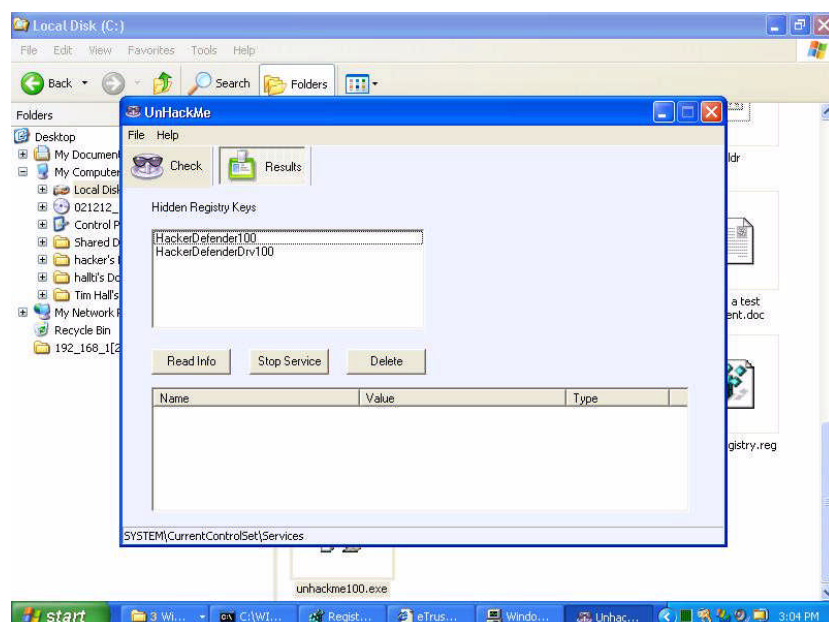 Local Disk (C:)
File Edit View Favorites Tools Help
Back Search Folders
Folders
Desktop
My Documen
My Computer
Local Disk
021212_
Control P
Shared D
hacker's
hallti's Do
Tim Hall's
My Network
Recycle Bin
192_168_1[2
UnHackMe
File Help
Check Results
Hidden Registry Keys
HackerDefender100
HackerDefenderDrv100
Read Info Stop Service Delete
Name Value Type
SYSTEM\CurrentControlSet\Services
ldr
a test
ent.doc
gistry.reg
unhackme100.exe
start 3 Wi... C:\WI... Regist... eTrus... Windo... Unhac... 3:04 PM